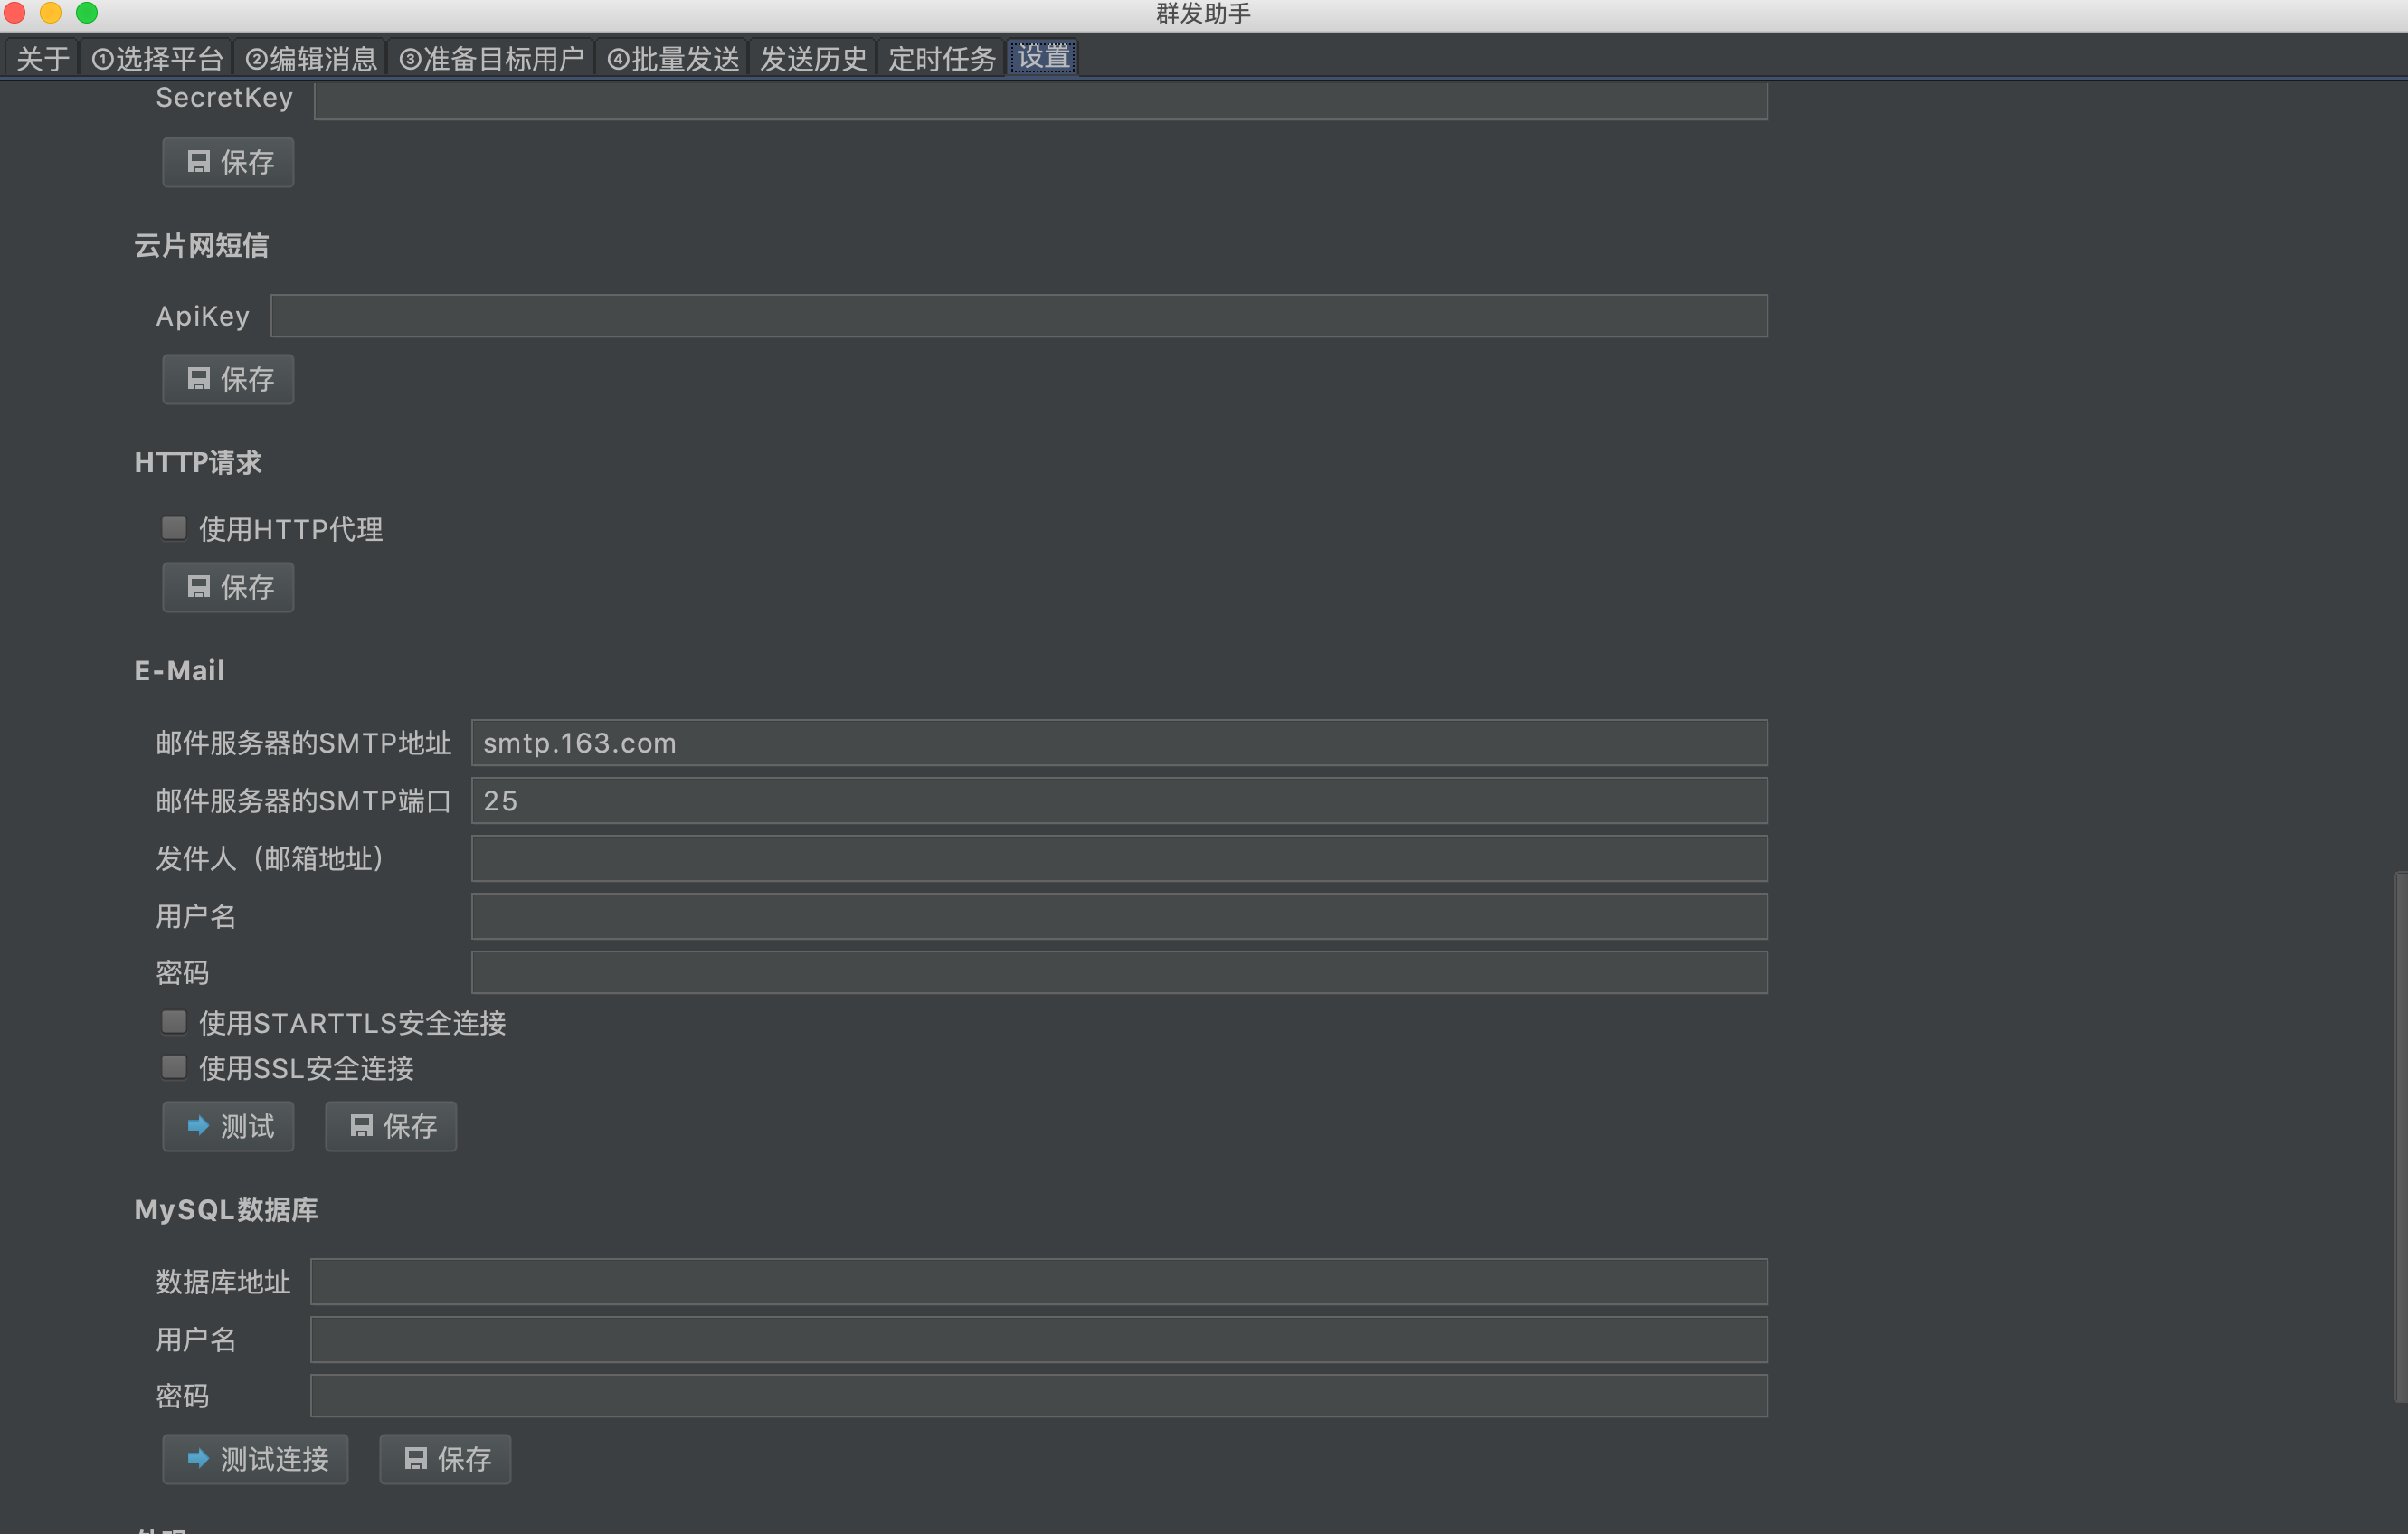 群发助手
关于 ①选择平台 ②编辑消息 ③准备目标用户 ④批量发送 发送历史 定时任务 设置
SecretKey
保存
云片网短信
ApiKey
保存
HTTP请求
使用HTTP代理
保存
E-Mail
邮件服务器的SMTP地址 smtp.163.com
邮件服务器的SMTP端口 25
发件人（邮箱地址）
用户名
密码
使用STARTTLS安全连接
使用SSL安全连接
测试 保存
MySQL数据库
数据库地址
用户名
密码
测试连接 保存